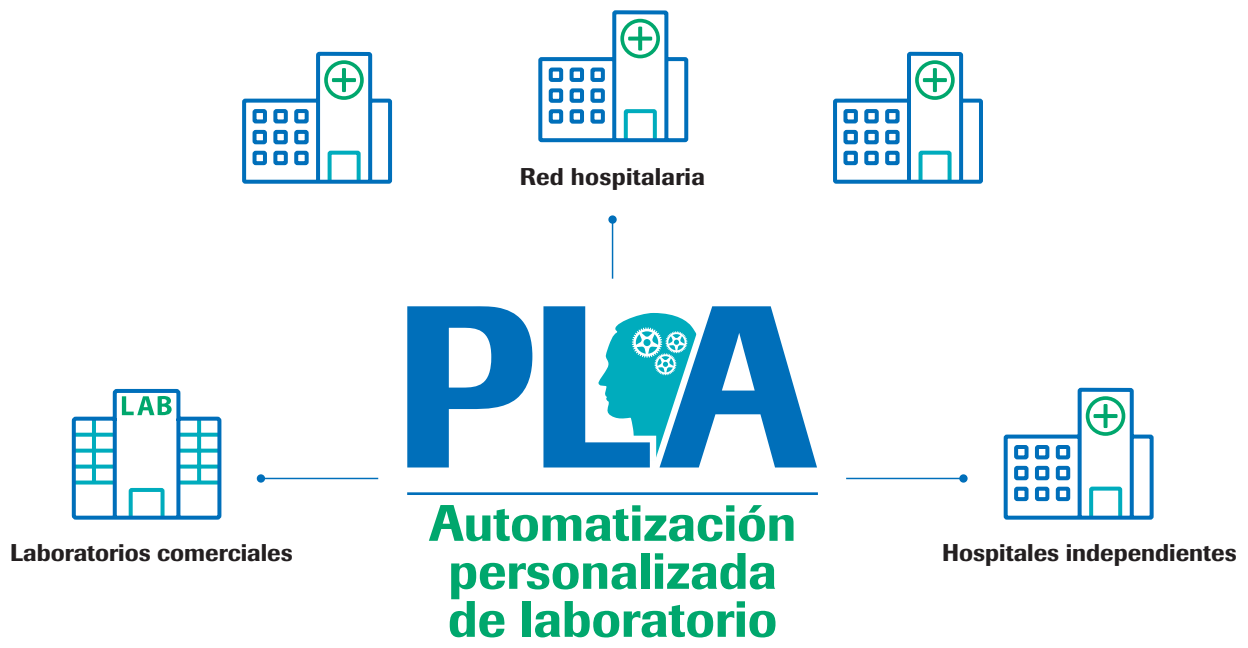 Red hospitalaria
PLA
LAB
Laboratorios comerciales
Hospitales independientes
Automatización
personalizada
de laboratorio